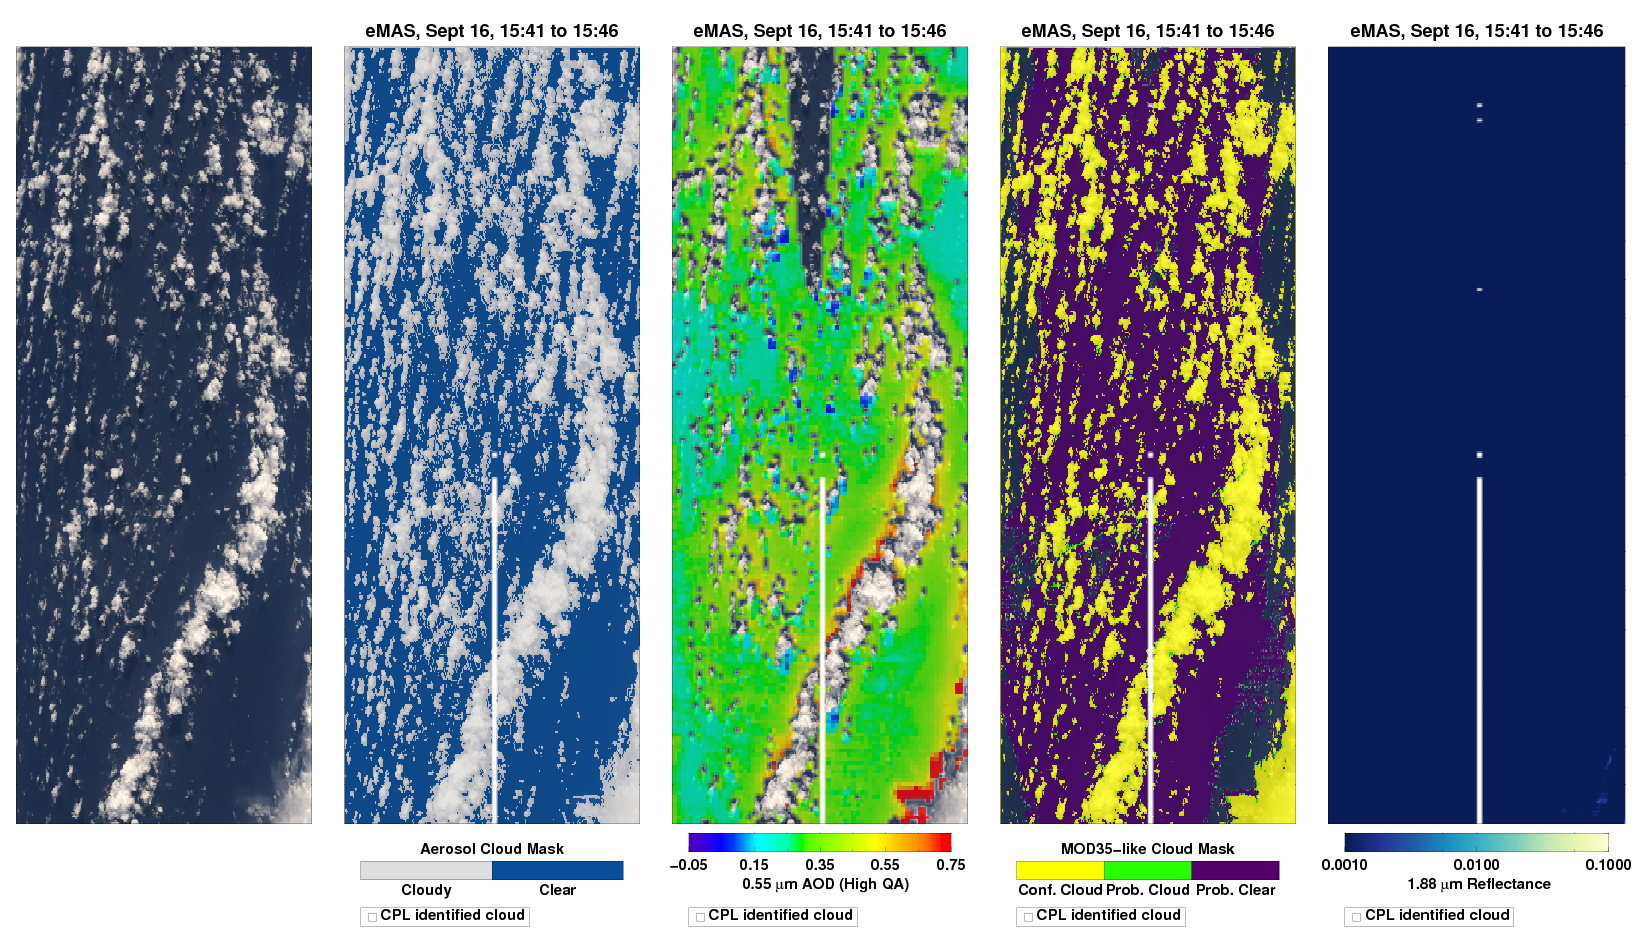 eMAS, Sept 16, 15:41 to 15:46
eMAS, Sept 16, 15:41 to 15:46
eMAS, Sept 16, 15:41 to 15:46
eMAS, Sept 16, 15:41 to 15:46
Aerosol Cloud Mask
Cloudy Clear
CPL identified cloud
−0.05 0.15 0.35 0.55 0.75
0.55 μm AOD (High QA)
CPL identified cloud
MOD35−like Cloud Mask
Conf. Cloud Prob. Cloud Prob. Clear
CPL identified cloud
0.0010 0.0100 0.1000
1.88 μm Reflectance
CPL identified cloud